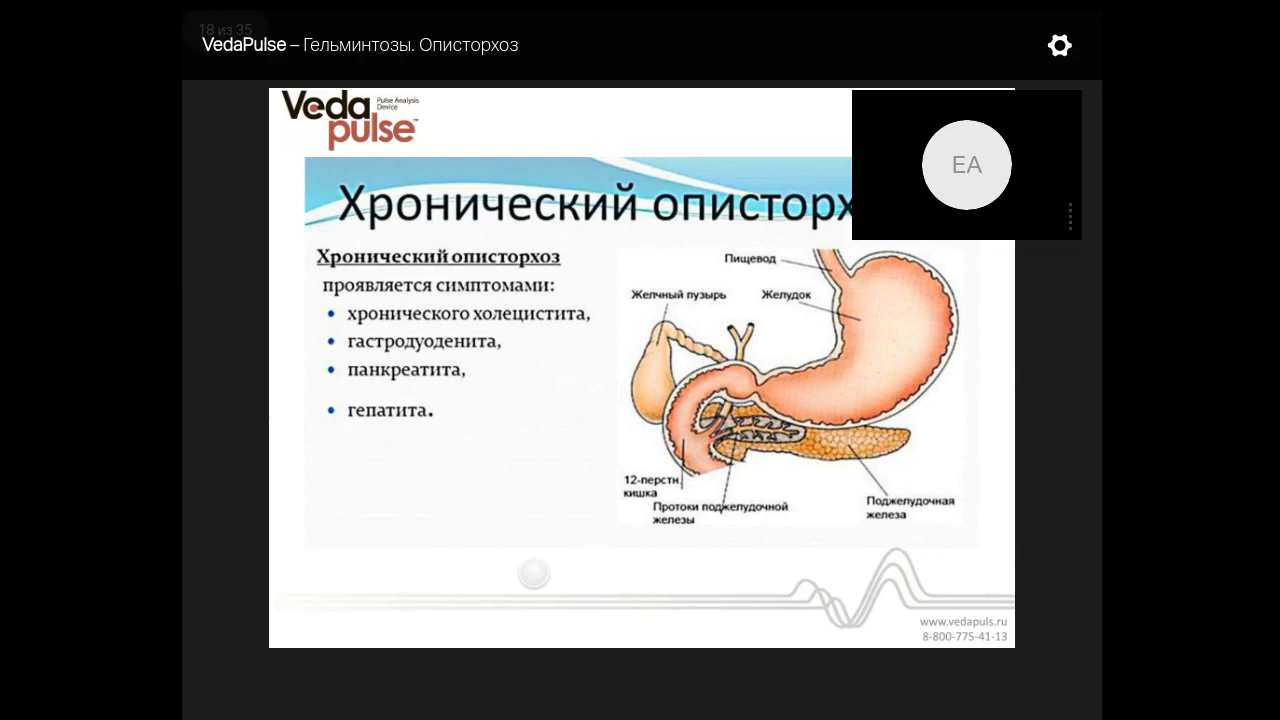 18 из 35
VedaPulse – Гельминтозы. Описторхоз
Veda
Pulse Analysis
Device
pulse™
EA
Хронический описторх
Хронический описторхоз
проявляется симптомами:
• хронического холецистита,
• гастродуоденита,
• панкреатита,
• гепатита.
Пищевод
Желчный пузырь
Желудок
12-перстн.
кишка
Протоки поджелудочной
железы
Поджелудочная
железа
www.vedapuls.ru
8-800-775-41-13